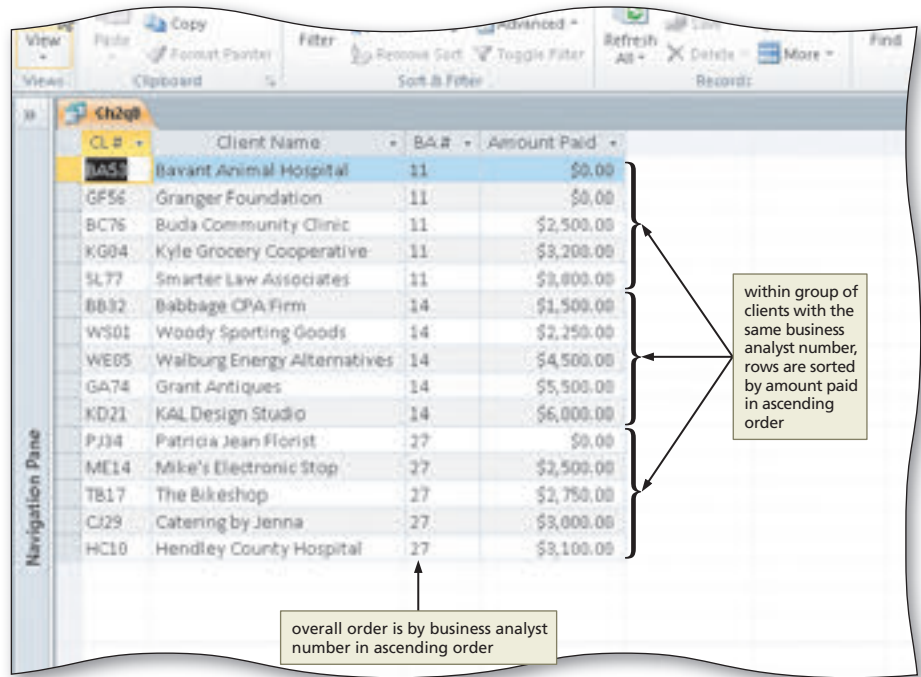 View
Paste
Copy
Format Painter
Filter
Advanced
Remove Sort
Toggle Filter
Refresh
All
Save
Delete
More
Find
Views
Clipboard
Sort & Filter
Records
»
Ch2q8
CL # Client Name BA # Amount Paid
BA53 Bavant Animal Hospital 11 $0.00
GF56 Granger Foundation 11 $0.00
BC76 Buda Community Clinic 11 $2,500.00
KG04 Kyle Grocery Cooperative 11 $3,200.00
SL77 Smarter Law Associates 11 $3,800.00
BB32 Babbage CPA Firm 14 $1,500.00
WS01 Woody Sporting Goods 14 $2,250.00
WE05 Walburg Energy Alternatives 14 $4,500.00
GA74 Grant Antiques 14 $5,500.00
KD21 KAL Design Studio 14 $6,000.00
PJ34 Patricia Jean Florist 27 $0.00
ME14 Mike's Electronic Stop 27 $2,500.00
TB17 The Bikeshop 27 $2,750.00
CJ29 Catering by Jenna 27 $3,000.00
HC10 Hendley County Hospital 27 $3,100.00
Navigation Pane
within group of
clients with the
same business
analyst number,
rows are sorted
by amount paid
in ascending
order
overall order is by business analyst
number in ascending order